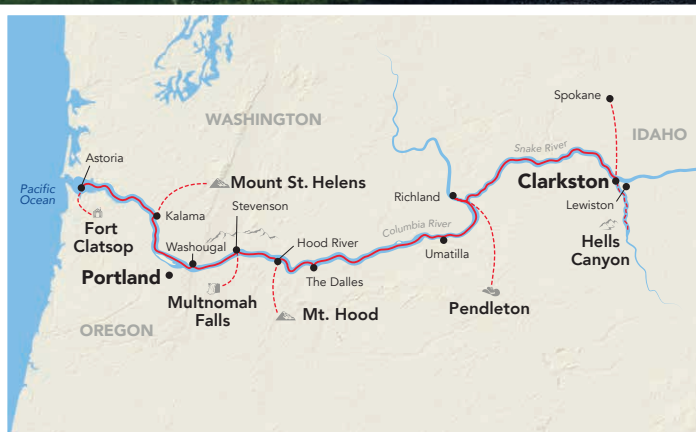 Spokane
WASHINGTON
IDAHO
Snake River
Astoria
Clarkston
Mount St. Helens
Pacific
Ocean
Richland
Lewiston
Stevenson
Kalama
Fort
Clatsop
Columbia River
Hood River
Hells
Canyon
Washougal
Umatilla
Portland
The Dalles
Multnomah
Falls
Mt. Hood
Pendleton
OREGON